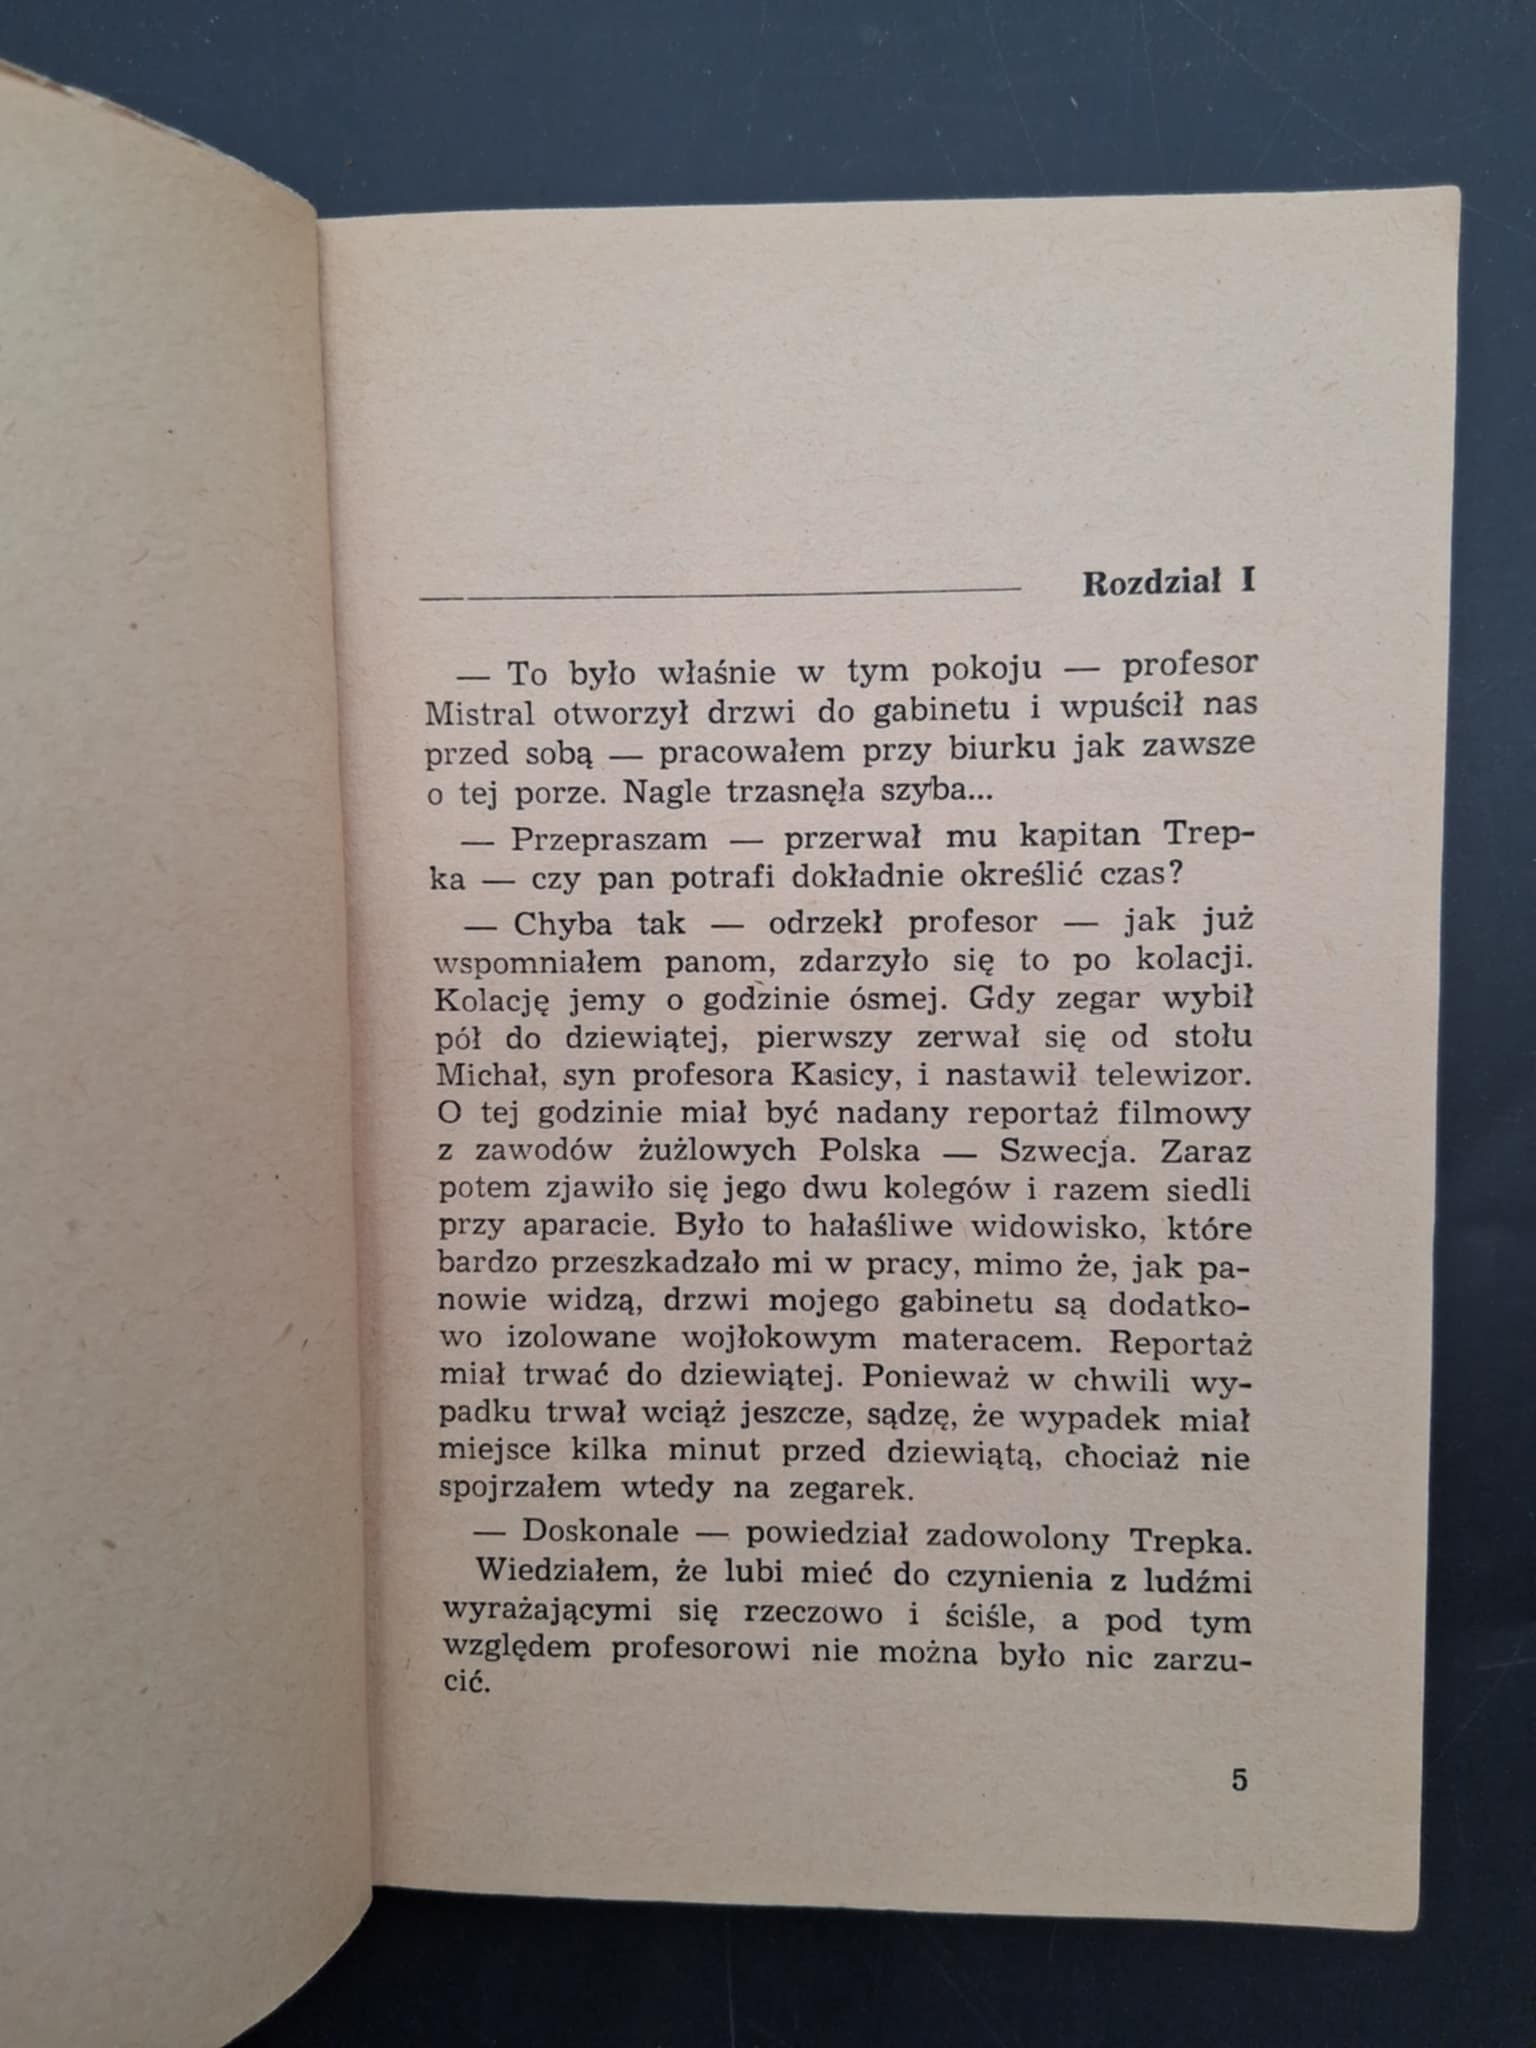 Rozdział I
— To było właśnie w tym pokoju — profesor
Mistral otworzył drzwi do gabinetu i wpuścił nas
przed sobą — pracowałem przy biurku jak zawsze
o tej porze. Nagle trzasnęła szyba...
— Przepraszam — przerwał mu kapitan Trep-
ka — czy pan potrafi dokładnie określić czas?
— Chyba tak — odrzekł profesor — jak już
wspomniałem panom, zdarzyło się to po kolacji.
Kolację jemy o godzinie ósmej. Gdy zegar wybił
pół do dziewiątej, pierwszy zerwał się od stołu
Michał, syn profesora Kasicy, i nastawił telewizor.
O tej godzinie miał być nadany reportaż filmowy
z zawodów żużlowych Polska — Szwecja. Zaraz
potem zjawiło się jego dwu kolegów i razem siedli
przy aparacie. Było to hałaśliwe widowisko, które
bardzo przeszkadzało mi w pracy, mimo że, jak pa-
nowie widzą, drzwi mojego gabinetu są dodatko-
wo izolowane wojłokowym materacem. Reportaż
miał trwać do dziewiątej. Ponieważ w chwili wy-
padku trwał wciąż jeszcze, sądzę, że wypadek miał
miejsce kilka minut przed dziewiątą, chociaż nie
spojrzałem wtedy na zegarek.
— Doskonale — powiedział zadowolony Trepka.
Wiedziałem, że lubi mieć do czynienia z ludźmi
wyrażającymi się rzeczowo i ściśle, a pod tym
względem profesorowi nie można było nic zarzu-
cić.
5